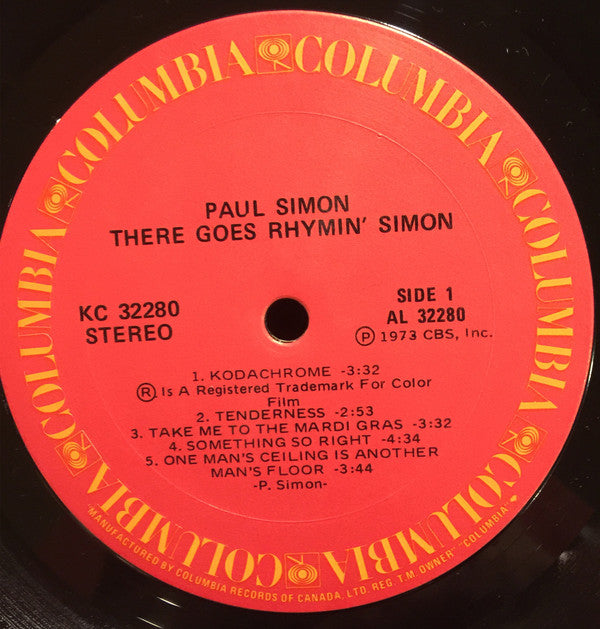 COLUMBIA COLUMBIA COLUMBIA COLUMBIA COLUMBIA COLUMBIA
PAUL SIMON
THERE GOES RHYMIN' SIMON
KC 32280
STEREO
SIDE 1
AL 32280
Ⓟ 1973 CBS, Inc.
1. KODACHROME -3:32
® Is A Registered Trademark For Color
Film
2. TENDERNESS -2:53
3. TAKE ME TO THE MARDI GRAS -3:32
4. SOMETHING SO RIGHT -4:34
5. ONE MAN'S CEILING IS ANOTHER
MAN'S FLOOR -3:44
-P. Simon-
"MANUFACTURED BY COLUMBIA RECORDS OF CANADA, LTD. REG. T.M. OWNER" "COLUMBIA".